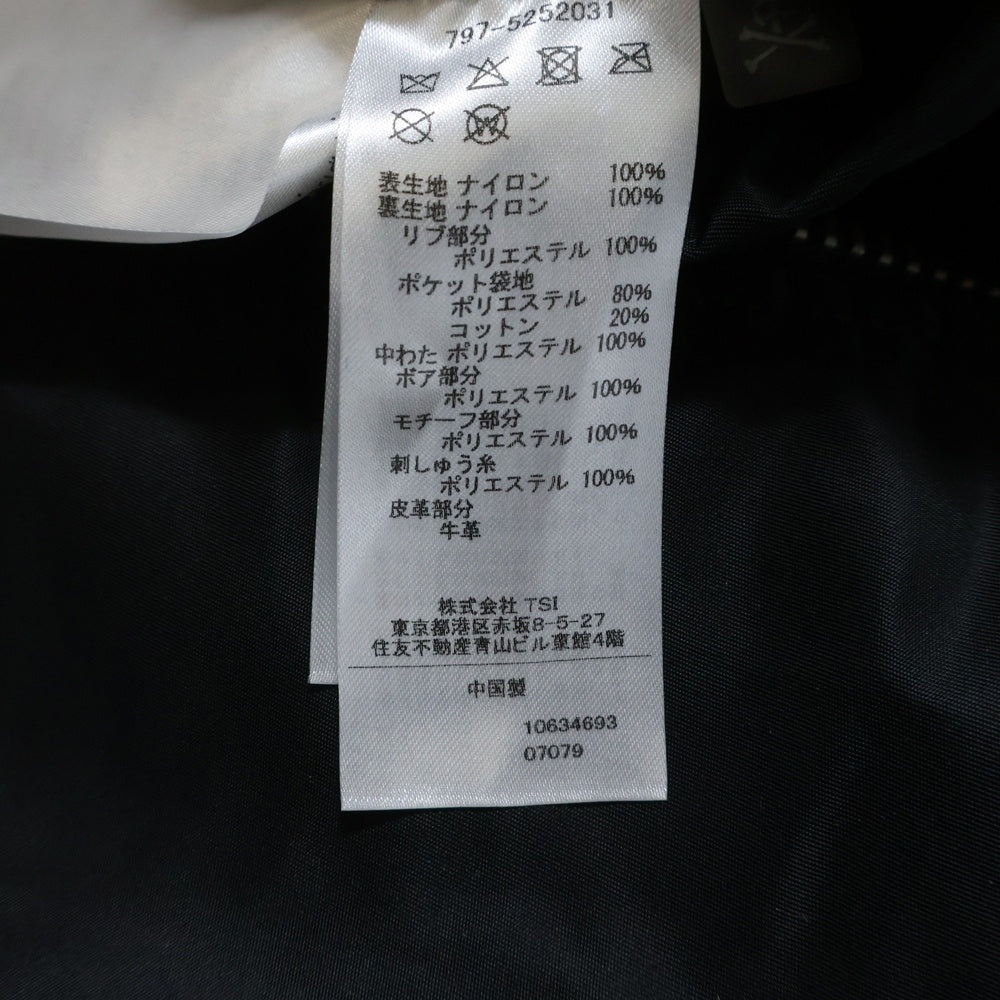 797-5252031
表生地 ナイロン 100%
裏生地 ナイロン 100%
リブ部分
ポリエステル 100%
ポケット袋地
ポリエステル 80%
コットン 20%
中わた ポリエステル 100%
ボア部分
ポリエステル 100%
モチーフ部分
ポリエステル 100%
刺しゅう糸
ポリエステル 100%
皮革部分
牛革
株式会社 TSI
東京都港区赤坂8-5-27
住友不動産青山ビル東館4階
中国製
10634693
07079